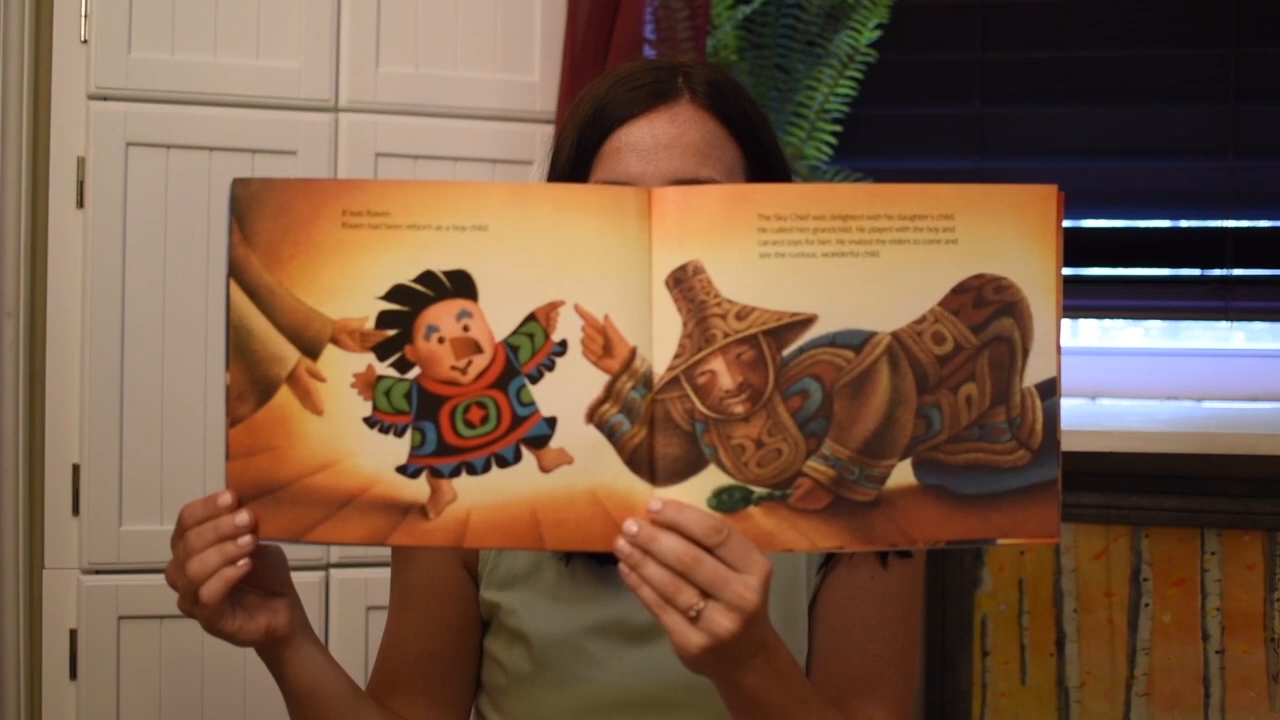 It was Raven.
Raven had been reborn as a boy child.
The Sky Chief was delighted with his daughter's child.
He called him grandchild. He played with the boy and
carved toys for him. He invited the elders to come and
see the curious, wonderful child.